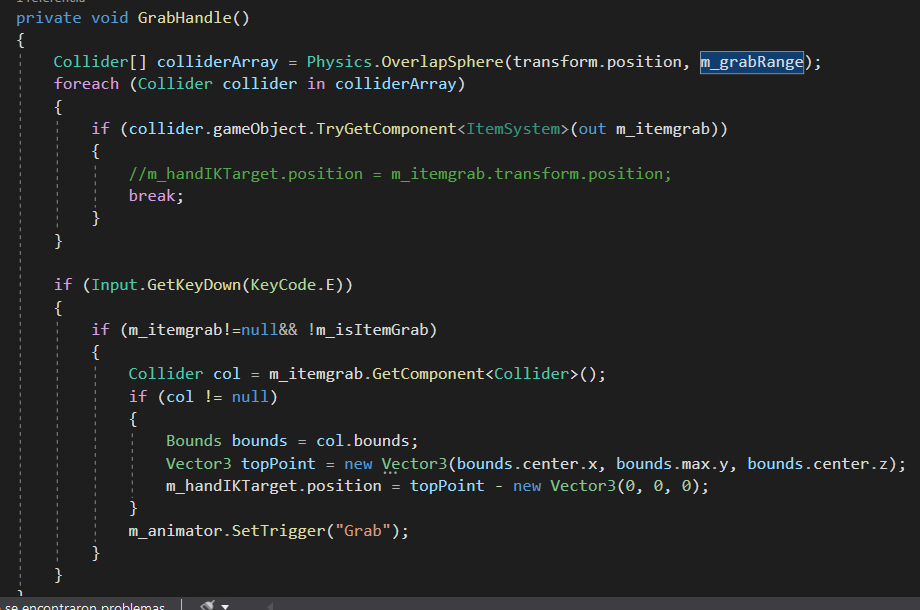 1 referencia
private void GrabHandle()
{
Collider[] colliderArray = Physics.OverlapSphere(transform.position, m_grabRange);
foreach (Collider collider in colliderArray)
{
if (collider.gameObject.TryGetComponent<ItemSystem>(out m_itemgrab))
{
//m_handIKTarget.position = m_itemgrab.transform.position;
break;
}
}
if (Input.GetKeyDown(KeyCode.E))
{
if (m_itemgrab!=null&& !m_isItemGrab)
{
Collider col = m_itemgrab.GetComponent<Collider>();
if (col != null)
{
Bounds bounds = col.bounds;
Vector3 topPoint = new Vector3(bounds.center.x, bounds.max.y, bounds.center.z);
m_handIKTarget.position = topPoint - new Vector3(0, 0, 0);
}
m_animator.SetTrigger("Grab");
}
}
}
se encontraron problemas